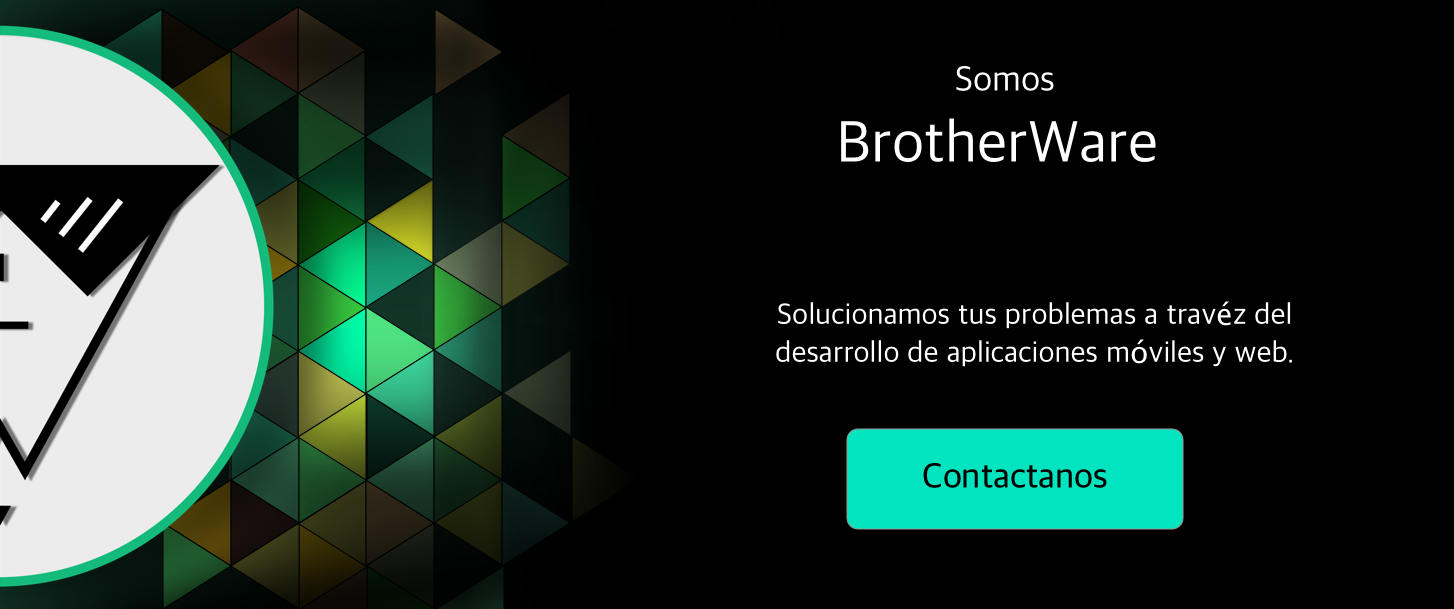 Somos
BrotherWare
Solucionamos tus problemas a travéz del
desarrollo de aplicaciones móviles y web.
Contactanos